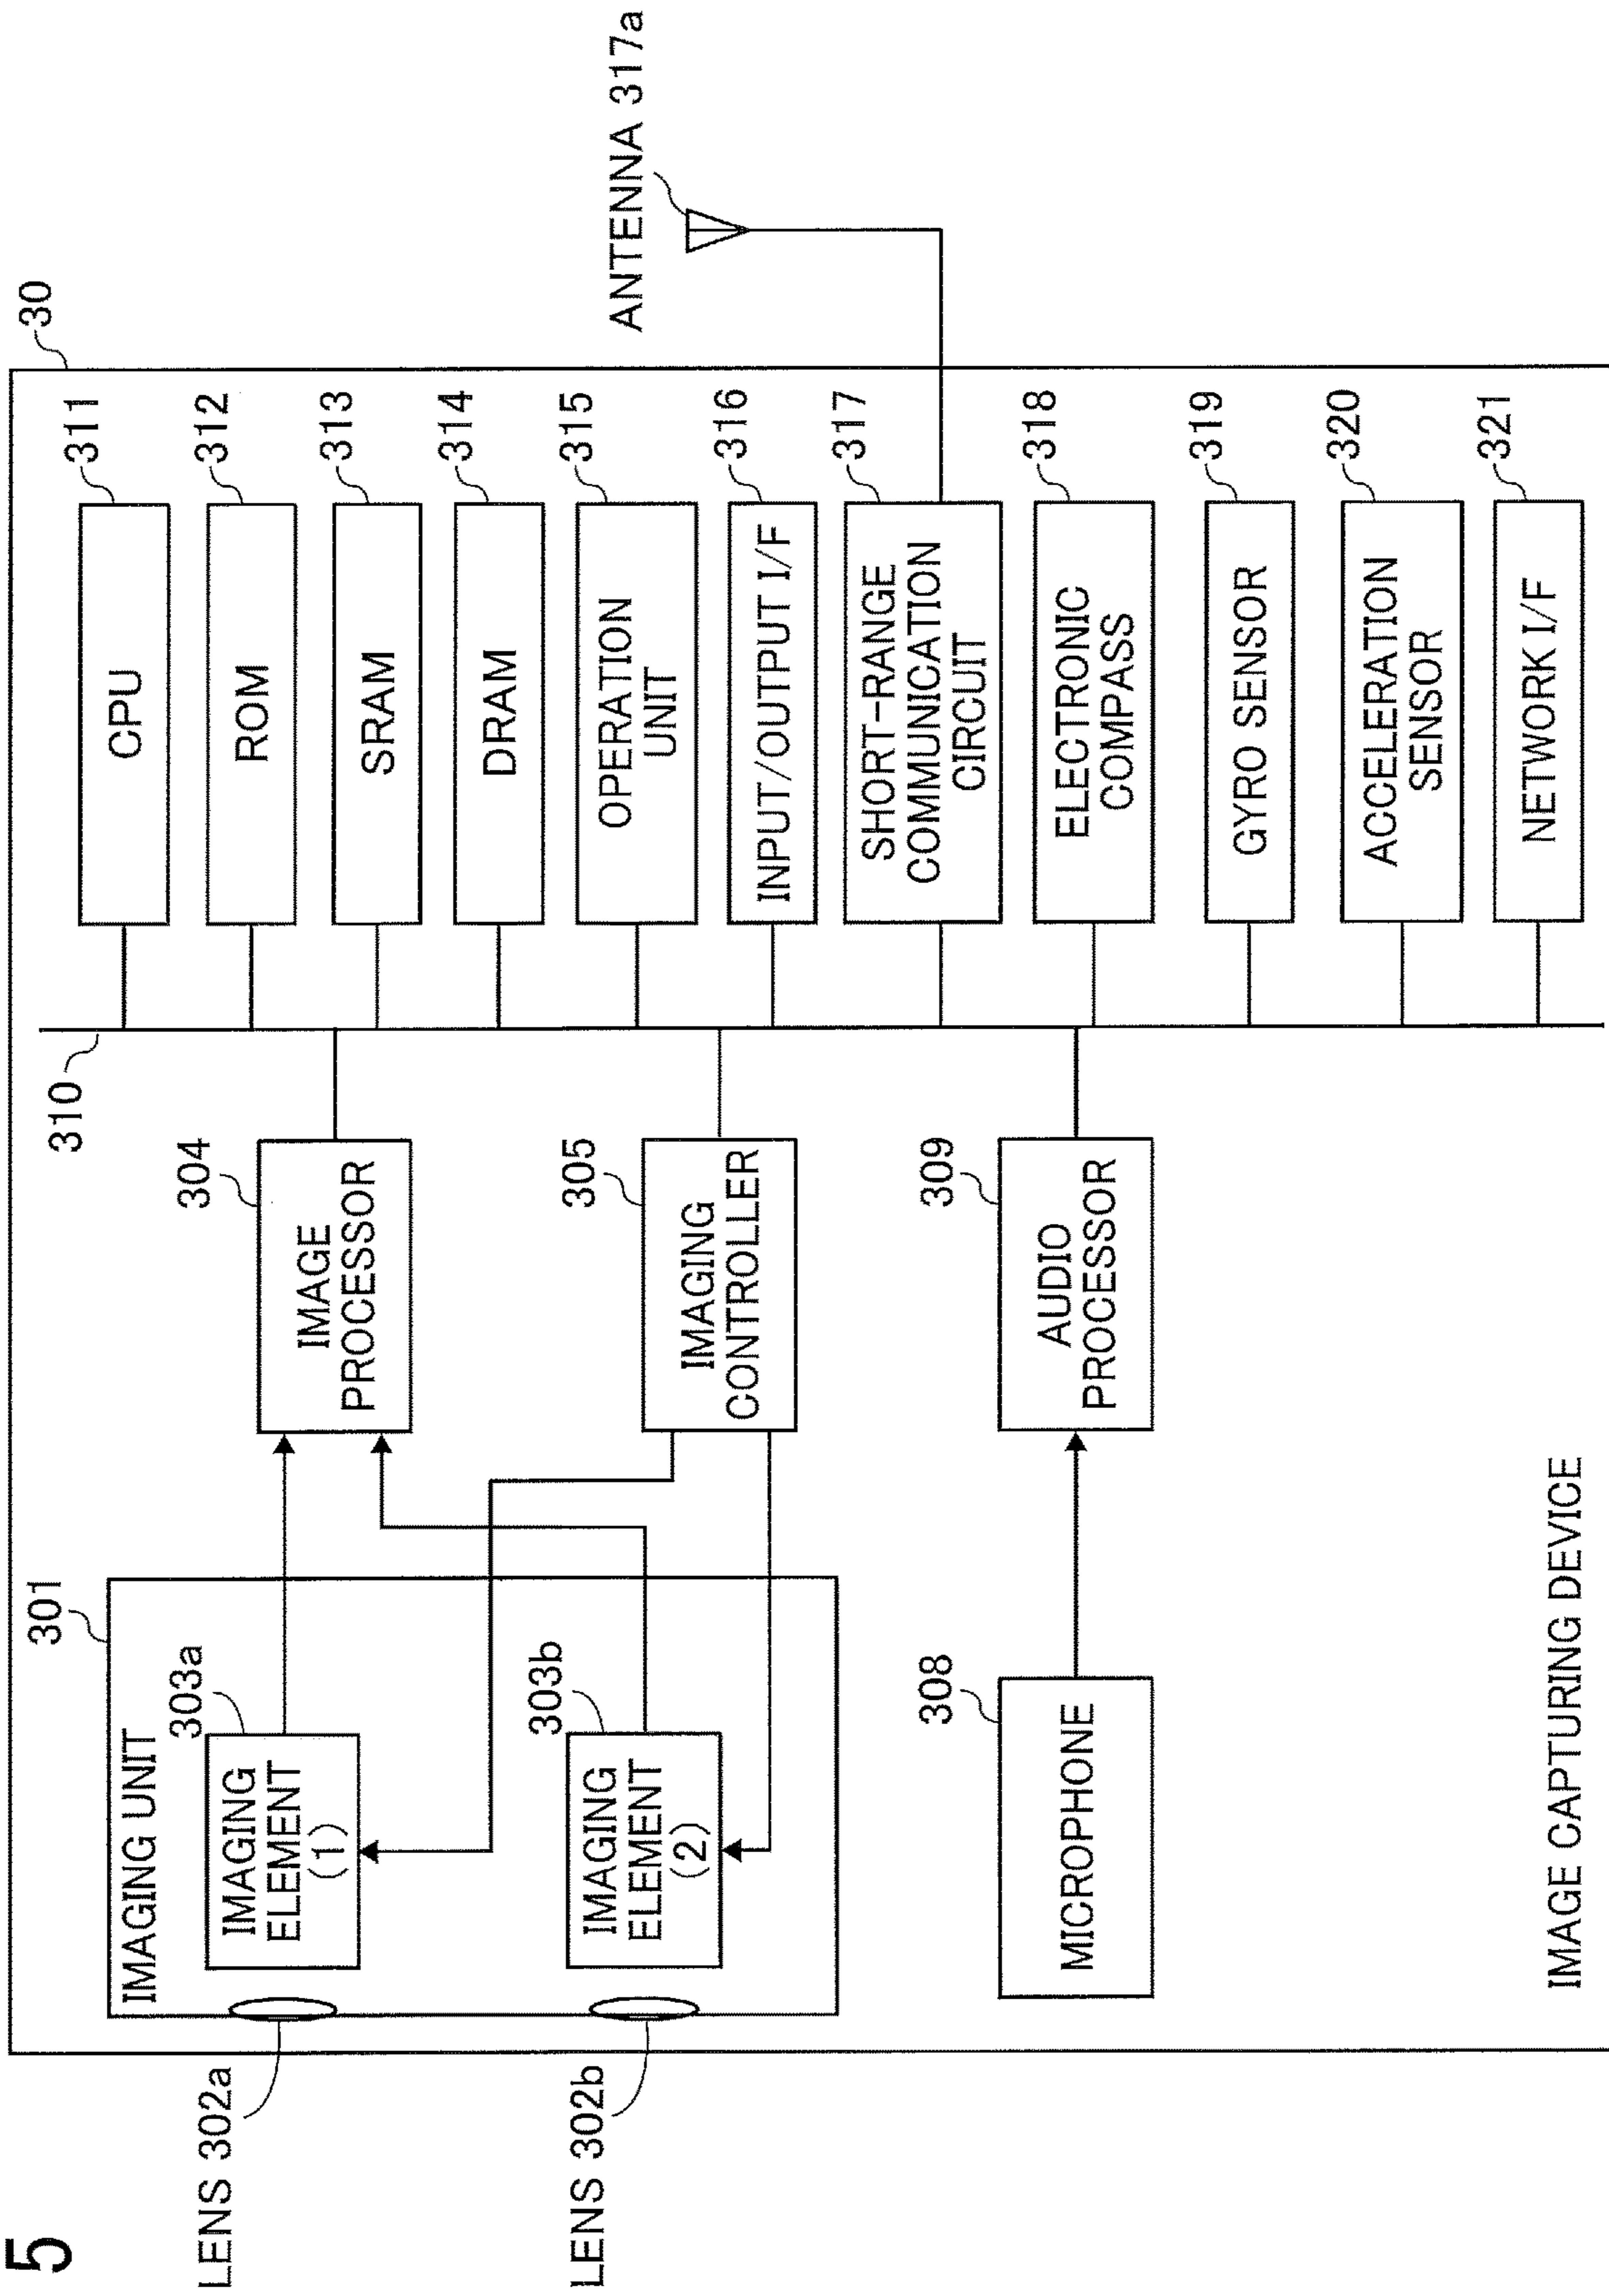 5
30
IMAGING UNIT
301
LENS 302a
303a
IMAGING
ELEMENT
(1)
LENS 302b
303b
IMAGING
ELEMENT
(2)
304
IMAGE
PROCESSOR
305
IMAGING
CONTROLLER
308
MICROPHONE
309
AUDIO
PROCESSOR
310
CPU
311
ROM
312
SRAM
313
DRAM
314
OPERATION
UNIT
315
INPUT/OUTPUT I/F
316
SHORT-RANGE
COMMUNICATION
CIRCUIT
317
ANTENNA 317a
ELECTRONIC
COMPASS
318
GYRO SENSOR
319
ACCELERATION
SENSOR
320
NETWORK I/F
321
IMAGE CAPTURING DEVICE